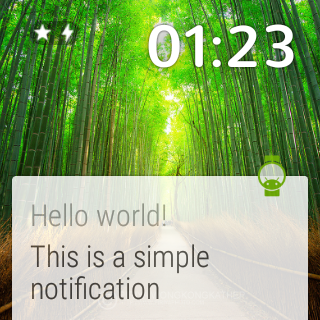 01:23
Hello world!
This is a simple
notification